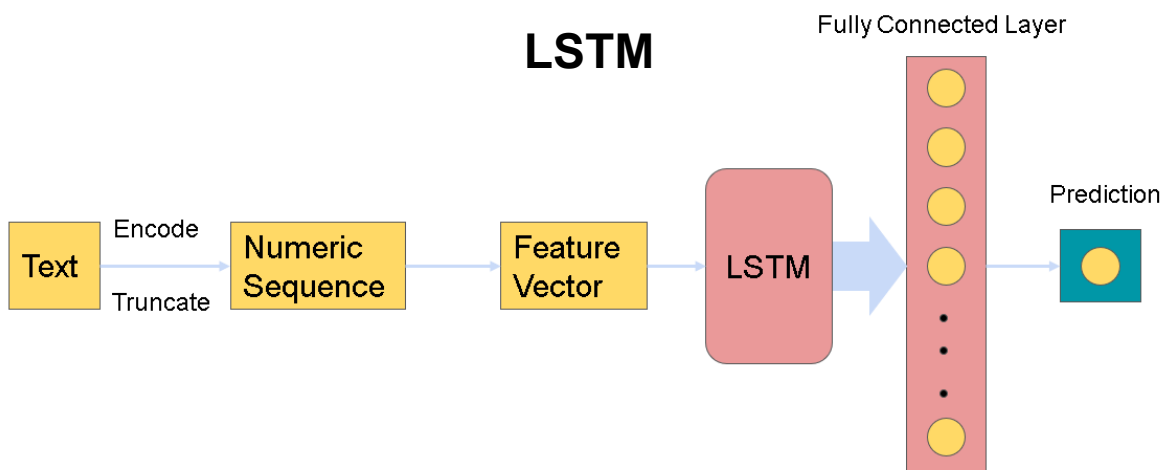 LSTM
Fully Connected Layer
Prediction
Text
Encode
Truncate
Numeric
Sequence
Feature
Vector
LSTM